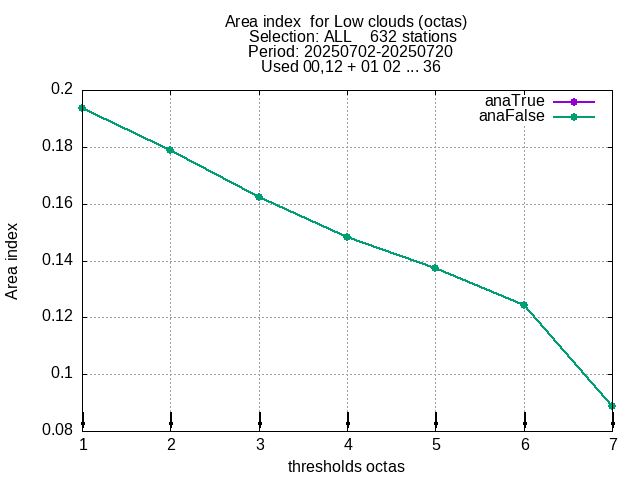 Area index  for Low clouds (octas)
Selection: ALL    632 stations
Period: 20250702-20250720
Used 00,12 + 01 02 ... 36
anaTrue
anaFalse
0.2
0.18
0.16
0.14
0.12
0.1
0.08
Area index
1 2 3 4 5 6 7
thresholds octas